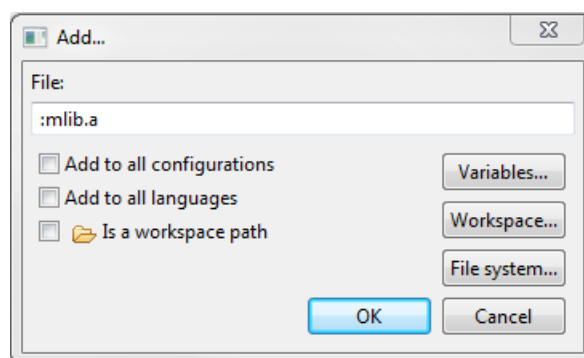 Add...
File:
:mlib.a
Add to all configurations
Variables...
Add to all languages
Workspace...
Is a workspace path
File system...
OK
Cancel